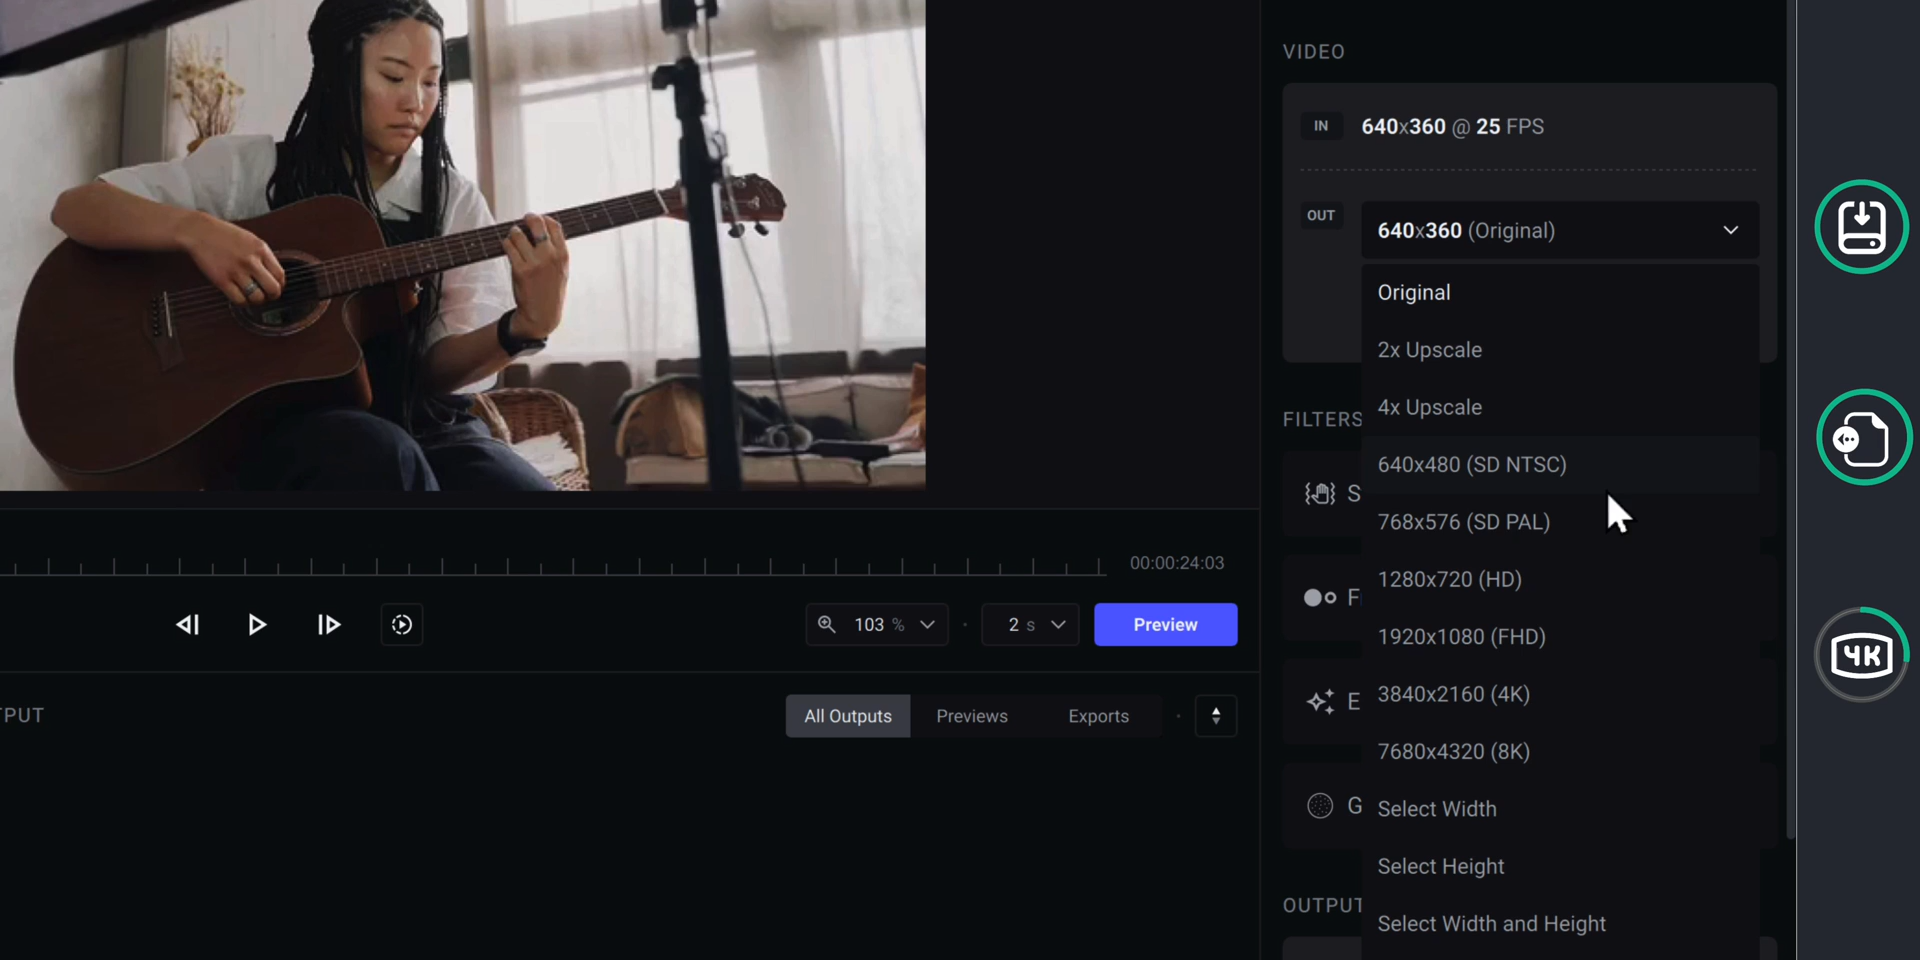 VIDEO
IN 640x360 @ 25 FPS
OUT 640x360 (Original)
Original
2x Upscale
4x Upscale
FILTERS
640x480 (SD NTSC)
S
768x576 (SD PAL)
1280x720 (HD)
F
1920x1080 (FHD)
3840x2160 (4K)
E
7680x4320 (8K)
G
Select Width
Select Height
OUTPUT
Select Width and Height
00:00:24:03
103 %
2 s
Preview
TPUT
All Outputs
Previews
Exports
4K